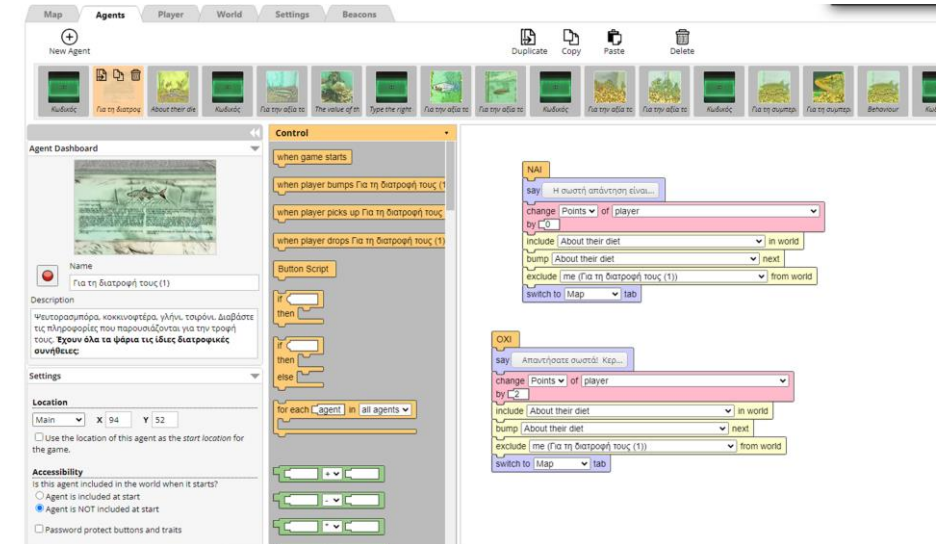 Map Agents Player World Settings Beacons
New Agent Duplicate Copy Paste Delete
Κωδικός Για τη διατροφ About their die Κωδικός Για την αξία το The value of th Type the right Για την αξία το Για την αξία το Κωδικός Για την αξία το Για την αξία το Κωδικός Για τη συμπερι Για τη συμπερι Behaviour Κωδ
Agent Dashboard
Name
Για τη διατροφή τους (1)
Description
Ψευτορασμπόρα, κοκκινοφτέρα, γλήνι, τσιρόνι. Διαβάστε
τις πληροφορίες που παρουσιάζονται για την τροφή
τους. Έχουν όλα τα ψάρια τις ίδιες διατροφικές
συνήθειες;
Settings
Location
Main X 94 Y 52
Use the location of this agent as the start location for
the game.
Accessibility
Is this agent included in the world when it starts?
Agent is included at start
Agent is NOT included at start
Password protect buttons and traits
Control
when game starts
when player bumps Για τη διατροφή τους (1
when player picks up Για τη διατροφή τους
when player drops Για τη διατροφή τους (1)
Button Script
if
then
if
then
else
for each agent in all agents
+
-
*
ΝΑΙ
say Η σωστή απάντηση είναι...
change Points of player
by 0
include About their diet in world
bump About their diet next
exclude me (Για τη διατροφή τους (1)) from world
switch to Map tab
ΟΧΙ
say Απαντήσατε σωστά! Κερ...
change Points of player
by 2
include About their diet in world
bump About their diet next
exclude me (Για τη διατροφή τους (1)) from world
switch to Map tab